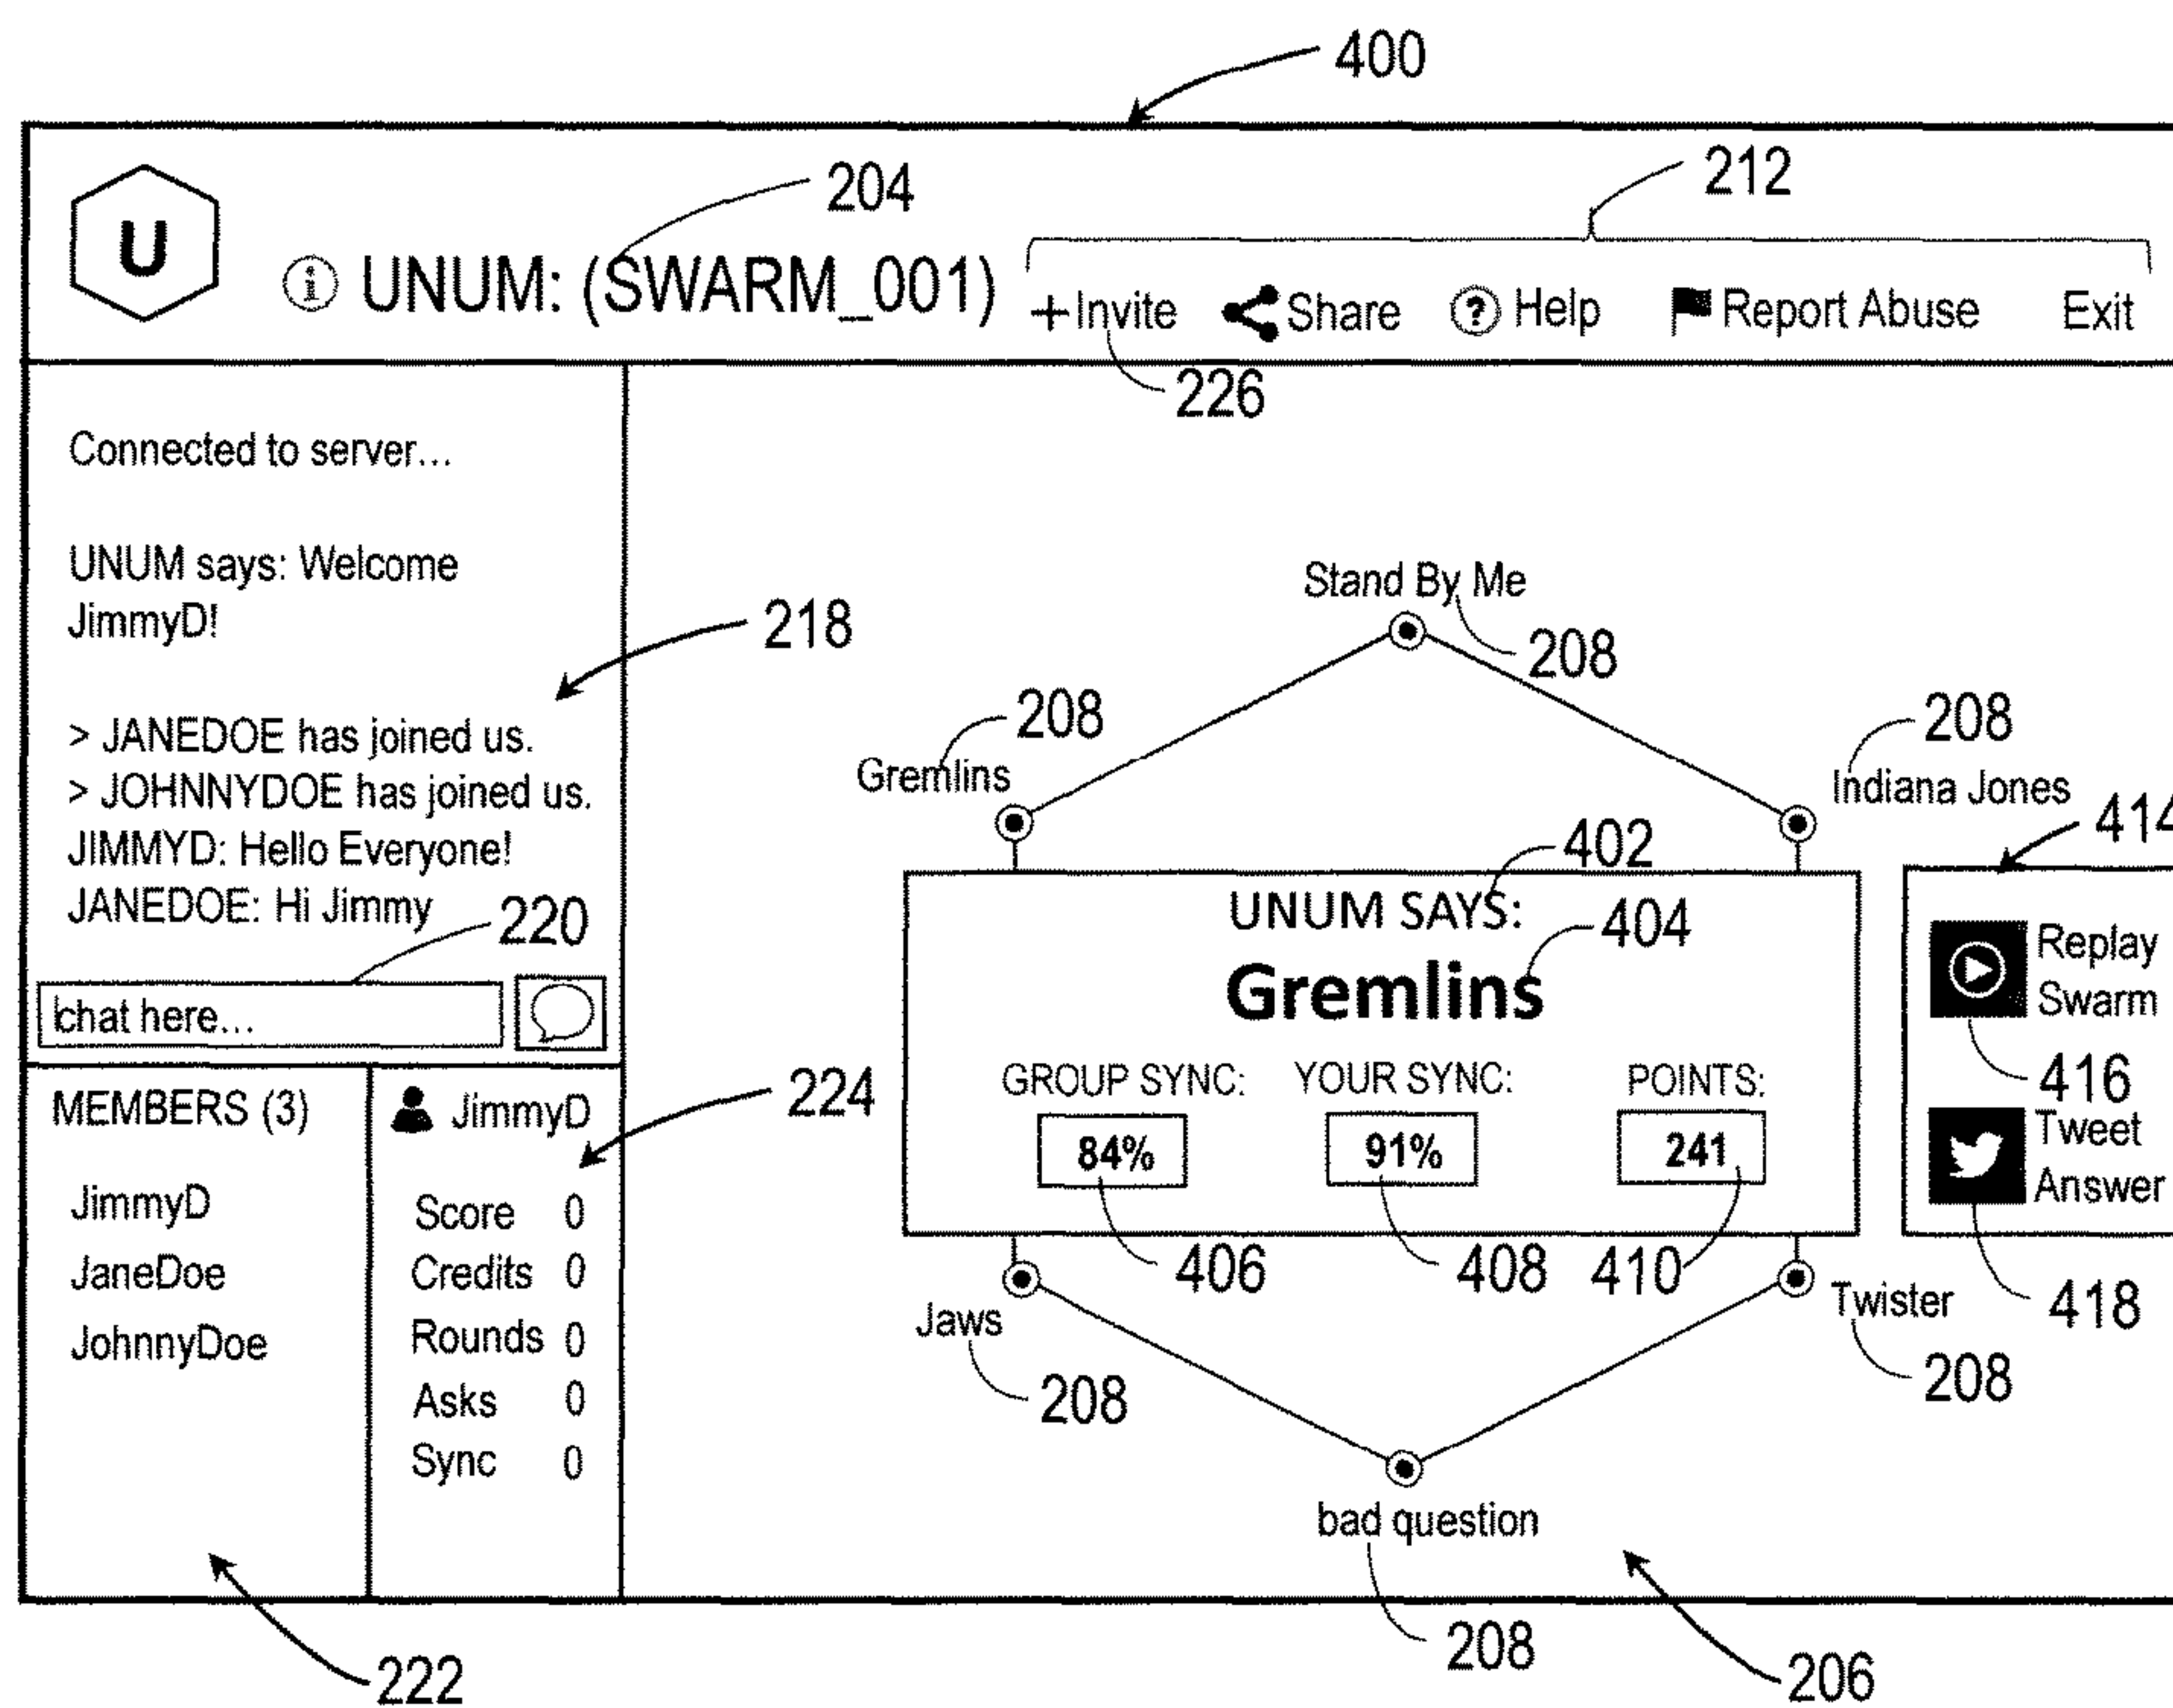 400
204
212
U
i UNUM: (SWARM_001)
+Invite Share ? Help Report Abuse Exit
226
Connected to server...
UNUM says: Welcome
JimmyD!
218
> JANEDOE has joined us.
> JOHNNYDOE has joined us.
JIMMYD: Hello Everyone!
JANEDOE: Hi Jimmy
220
chat here...
MEMBERS (3)
JimmyD
JaneDoe
JohnnyDoe
222
JimmyD
224
Score 0
Credits 0
Rounds 0
Asks 0
Sync 0
Stand By Me
208
208
Gremlins
208
Indiana Jones
402
414
UNUM SAYS:
404
Gremlins
GROUP SYNC: YOUR SYNC: POINTS:
84% 91% 241
406 408 410
Replay
Swarm
416
Tweet
Answer
418
Jaws
208
Twister
208
bad question
208
206